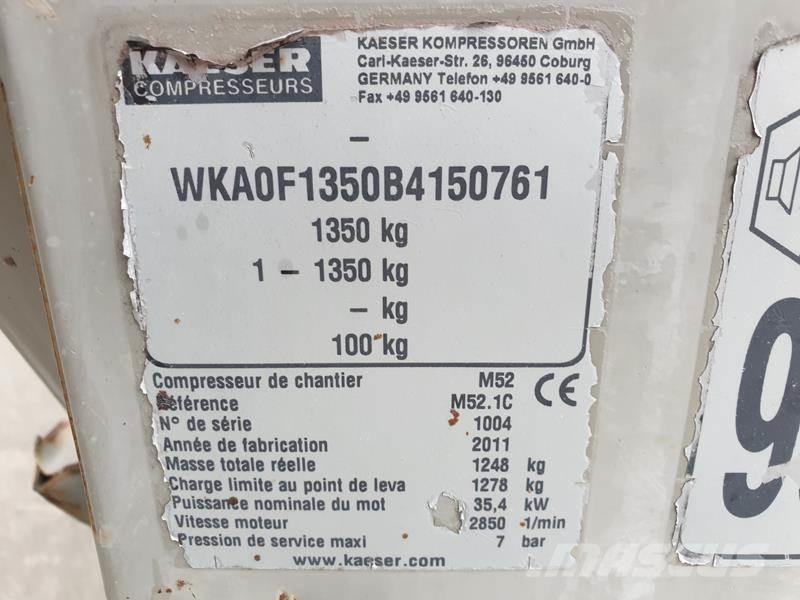 KAESER
COMPRESSEURS
KAESER KOMPRESSOREN GmbH
Carl-Kaeser-Str. 26, 96450 Coburg
GERMANY Telefon +49 9561 640-0
Fax +49 9561 640-130
–
WKA0F1350B4150761
1350 kg
1 – 1350 kg
– kg
100 kg
Compresseur de chantier M52 CE
Référence M52.1C
N° de série 1004
Année de fabrication 2011
Masse totale réelle 1248 kg
Charge limite au point de leva 1278 kg
Puissance nominale du mot 35,4 kW
Vitesse moteur 2850 1/min
Pression de service maxi 7 bar
www.kaeser.com
9
MASCUS